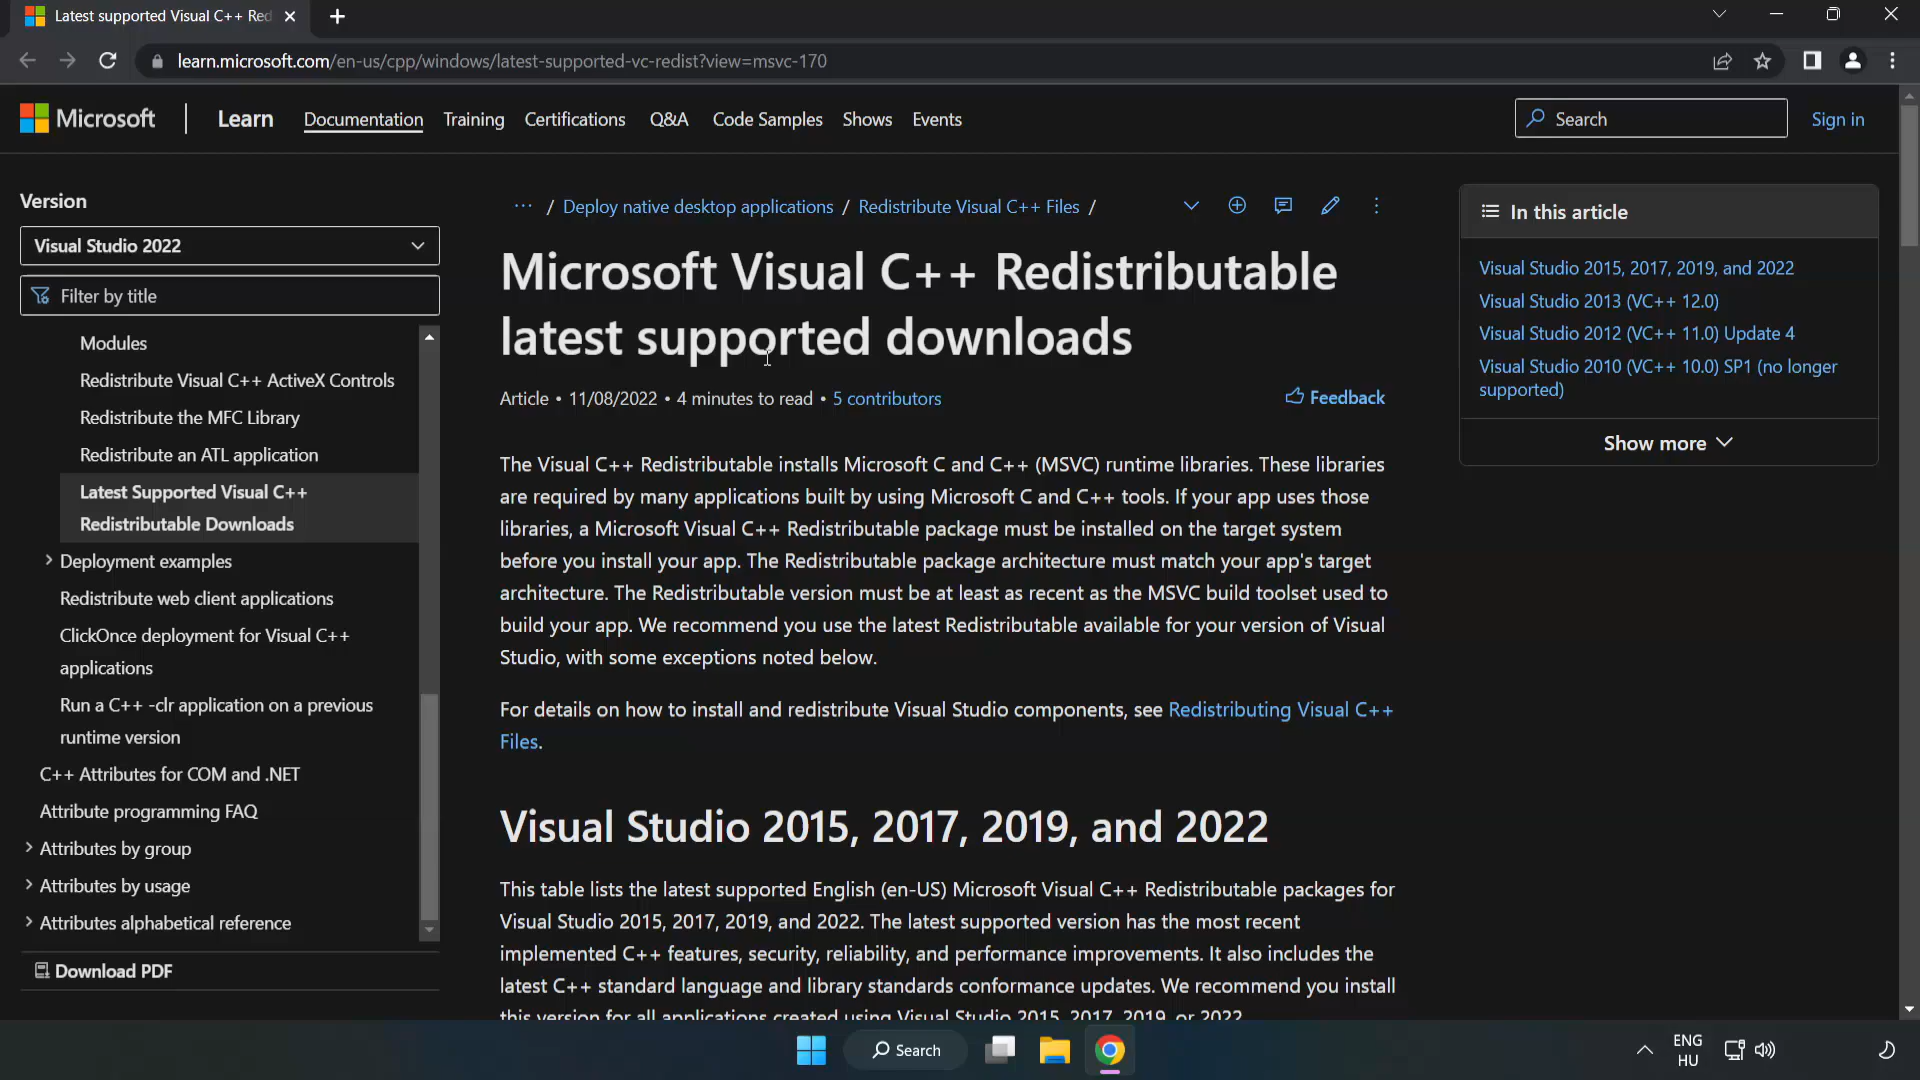 Latest supported Visual C++ Red
learn.microsoft.com/en-us/cpp/windows/latest-supported-vc-redist?view=msvc-170
Microsoft
Learn
Documentation
Training
Certifications
Q&A
Code Samples
Shows
Events
Search
Sign in
Version
Visual Studio 2022
Filter by title
Modules
Redistribute Visual C++ ActiveX Controls
Redistribute the MFC Library
Redistribute an ATL application
Latest Supported Visual C++
Redistributable Downloads
Deployment examples
Redistribute web client applications
ClickOnce deployment for Visual C++
applications
Run a C++ -clr application on a previous
runtime version
C++ Attributes for COM and .NET
Attribute programming FAQ
Attributes by group
Attributes by usage
Attributes alphabetical reference
Download PDF
... / Deploy native desktop applications / Redistribute Visual C++ Files /
Microsoft Visual C++ Redistributable
latest supported downloads
Article • 11/08/2022 • 4 minutes to read • 5 contributors
Feedback
The Visual C++ Redistributable installs Microsoft C and C++ (MSVC) runtime libraries. These libraries
are required by many applications built by using Microsoft C and C++ tools. If your app uses those
libraries, a Microsoft Visual C++ Redistributable package must be installed on the target system
before you install your app. The Redistributable package architecture must match your app's target
architecture. The Redistributable version must be at least as recent as the MSVC build toolset used to
build your app. We recommend you use the latest Redistributable available for your version of Visual
Studio, with some exceptions noted below.
For details on how to install and redistribute Visual Studio components, see Redistributing Visual C++
Files.
Visual Studio 2015, 2017, 2019, and 2022
This table lists the latest supported English (en-US) Microsoft Visual C++ Redistributable packages for
Visual Studio 2015, 2017, 2019, and 2022. The latest supported version has the most recent
implemented C++ features, security, reliability, and performance improvements. It also includes the
latest C++ standard language and library standards conformance updates. We recommend you install
this version for all applications created using Visual Studio 2015, 2017, 2019, or 2022.
In this article
Visual Studio 2015, 2017, 2019, and 2022
Visual Studio 2013 (VC++ 12.0)
Visual Studio 2012 (VC++ 11.0) Update 4
Visual Studio 2010 (VC++ 10.0) SP1 (no longer
supported)
Show more
Search
ENG
HU